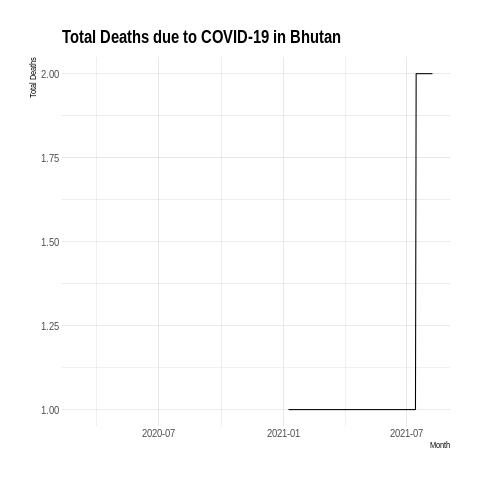 Total Deaths due to COVID-19 in Bhutan
Total Deaths
2.00
1.75
1.50
1.25
1.00
2020-07
2021-01
2021-07
Month